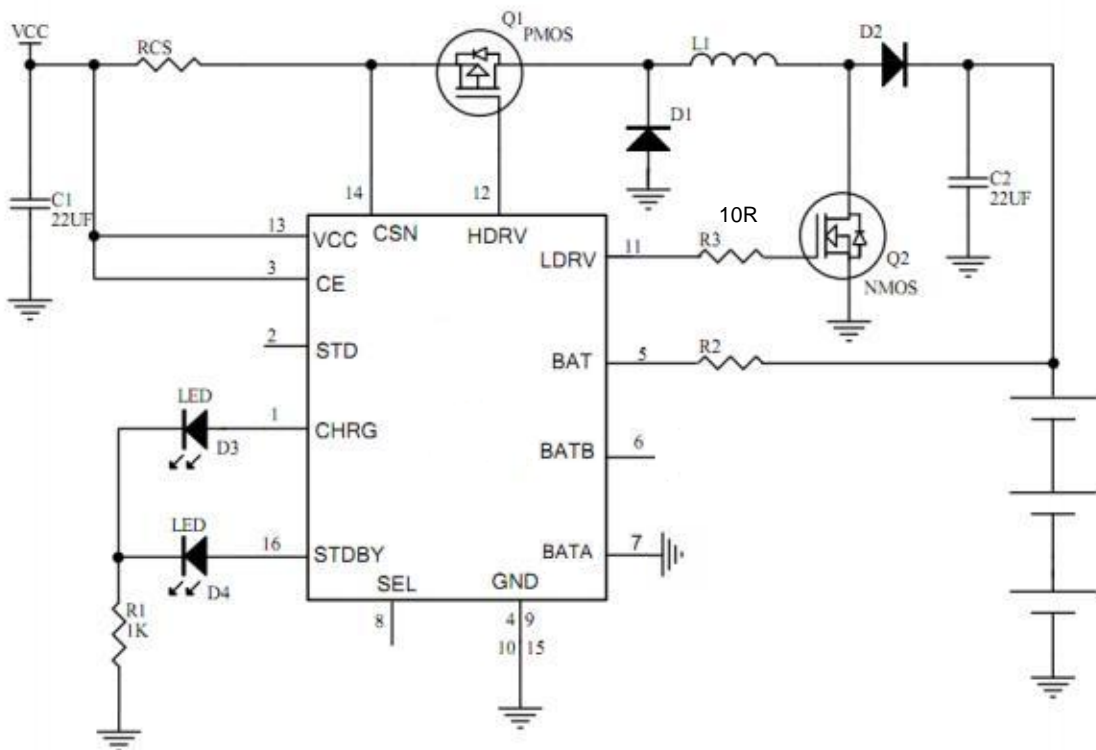 VCC
RCS
Q1
PMOS
L1
D2
D1
C1
22UF
14
12
10R
C2
22UF
13
VCC
CSN
HDRV
LDRV
11
R3
Q2
NMOS
3
CE
2
STD
BAT
5
R2
LED
1
CHRG
D3
BATB
6
LED
16
STDBY
D4
BATA
7
SEL
GND
8
4 9
10 15
R1
1K